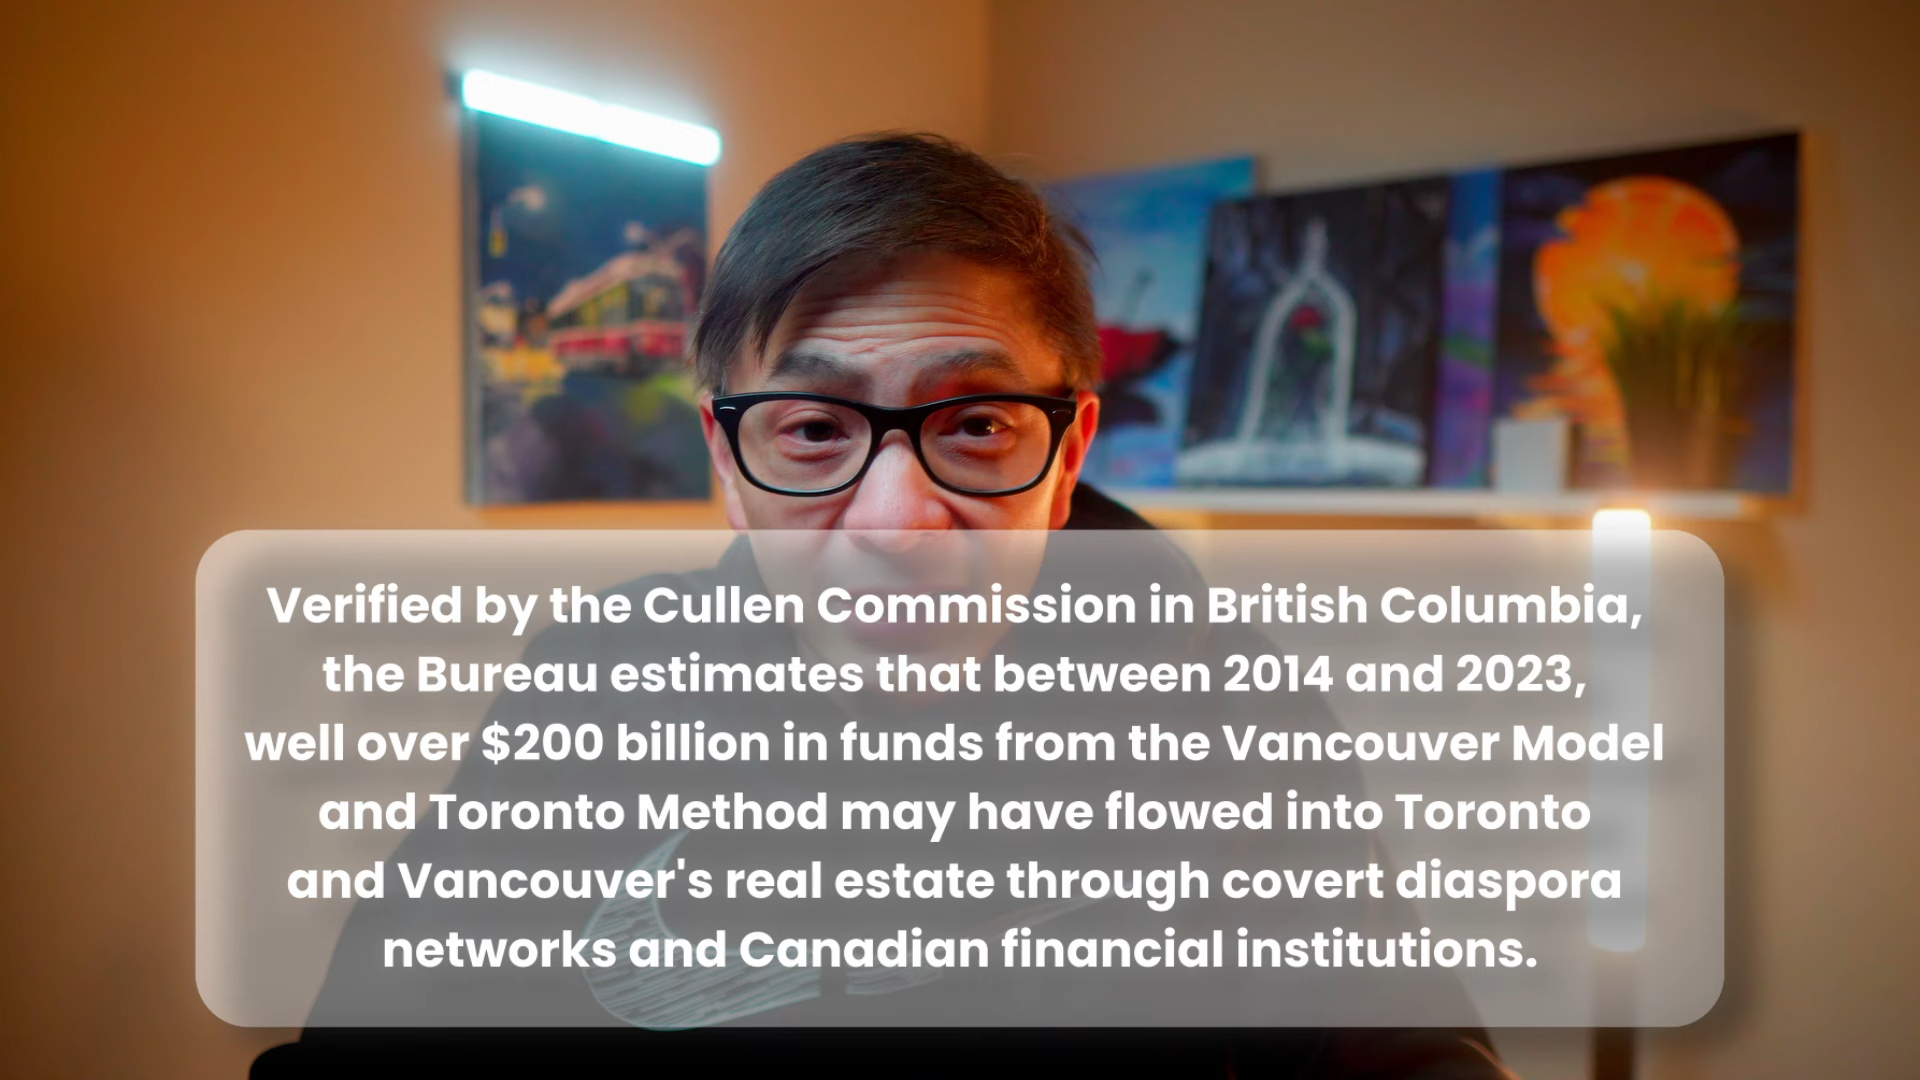 Verified by the Cullen Commission in British Columbia,
the Bureau estimates that between 2014 and 2023,
well over $200 billion in funds from the Vancouver Model
and Toronto Method may have flowed into Toronto
and Vancouver's real estate through covert diaspora
networks and Canadian financial institutions.